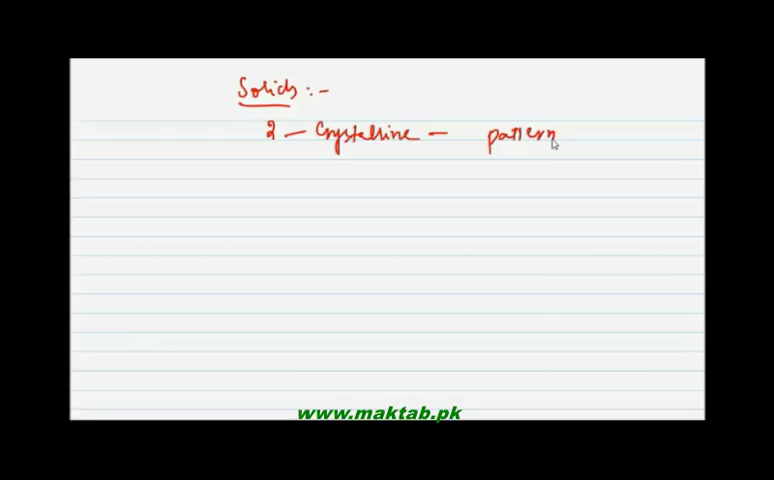 Solids :-
2 – Crystalline – pattern
www.maktab.pk